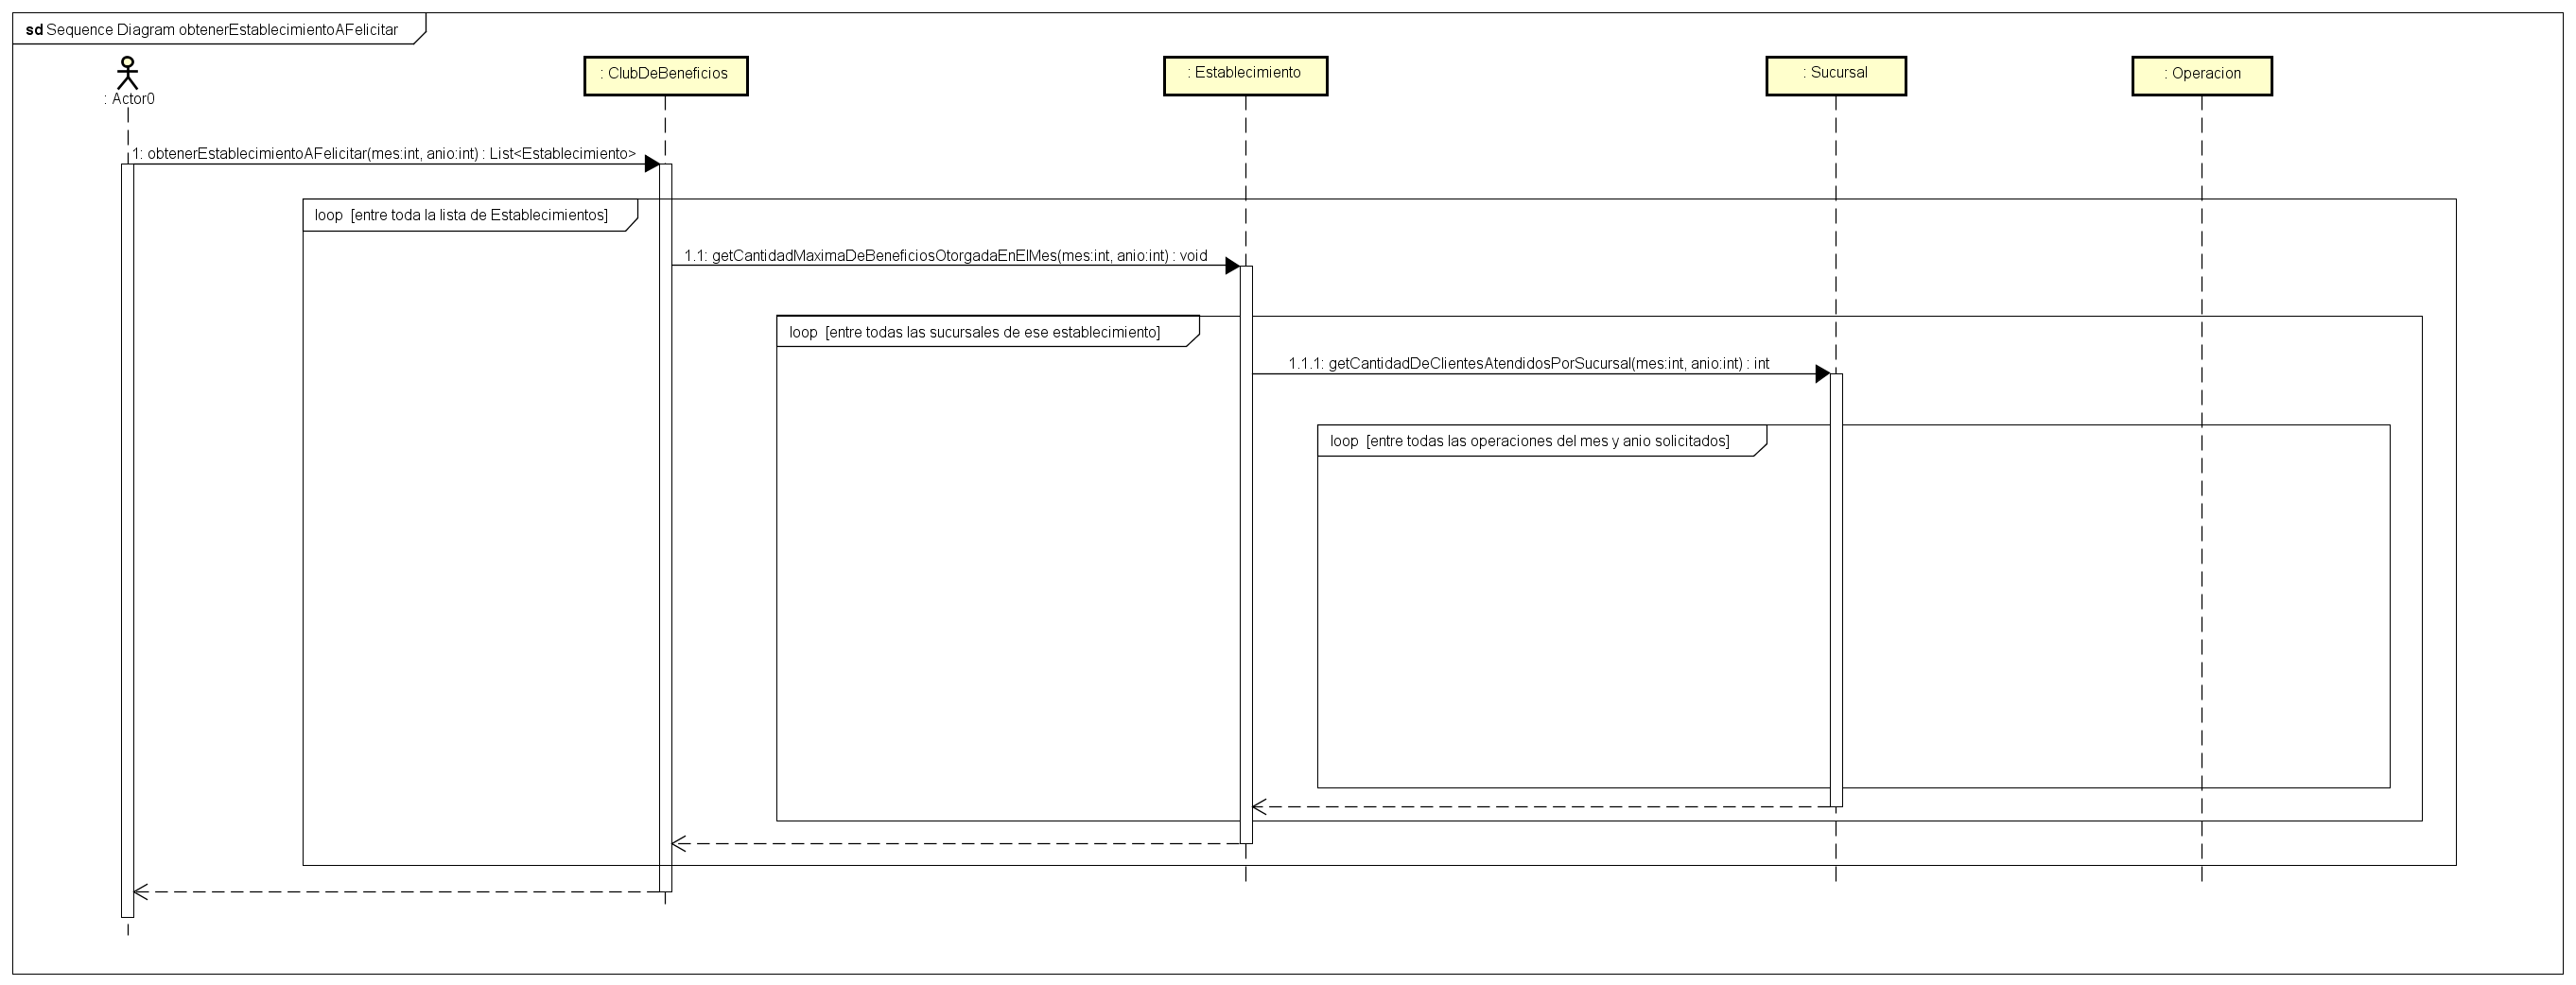 sd Sequence Diagram obtenerEstablecimientoAFelicitar
: Actor0
: ClubDeBeneficios
: Establecimiento
: Sucursal
: Operacion
1: obtenerEstablecimientoAFelicitar(mes:int, anio:int) : List<Establecimiento>
loop [entre toda la lista de Establecimientos]
1.1: getCantidadMaximaDeBeneficiosOtorgadaEnElMes(mes:int, anio:int) : void
loop [entre todas las sucursales de ese establecimiento]
1.1.1: getCantidadDeClientesAtendidosPorSucursal(mes:int, anio:int) : int
loop [entre todas las operaciones del mes y anio solicitados]